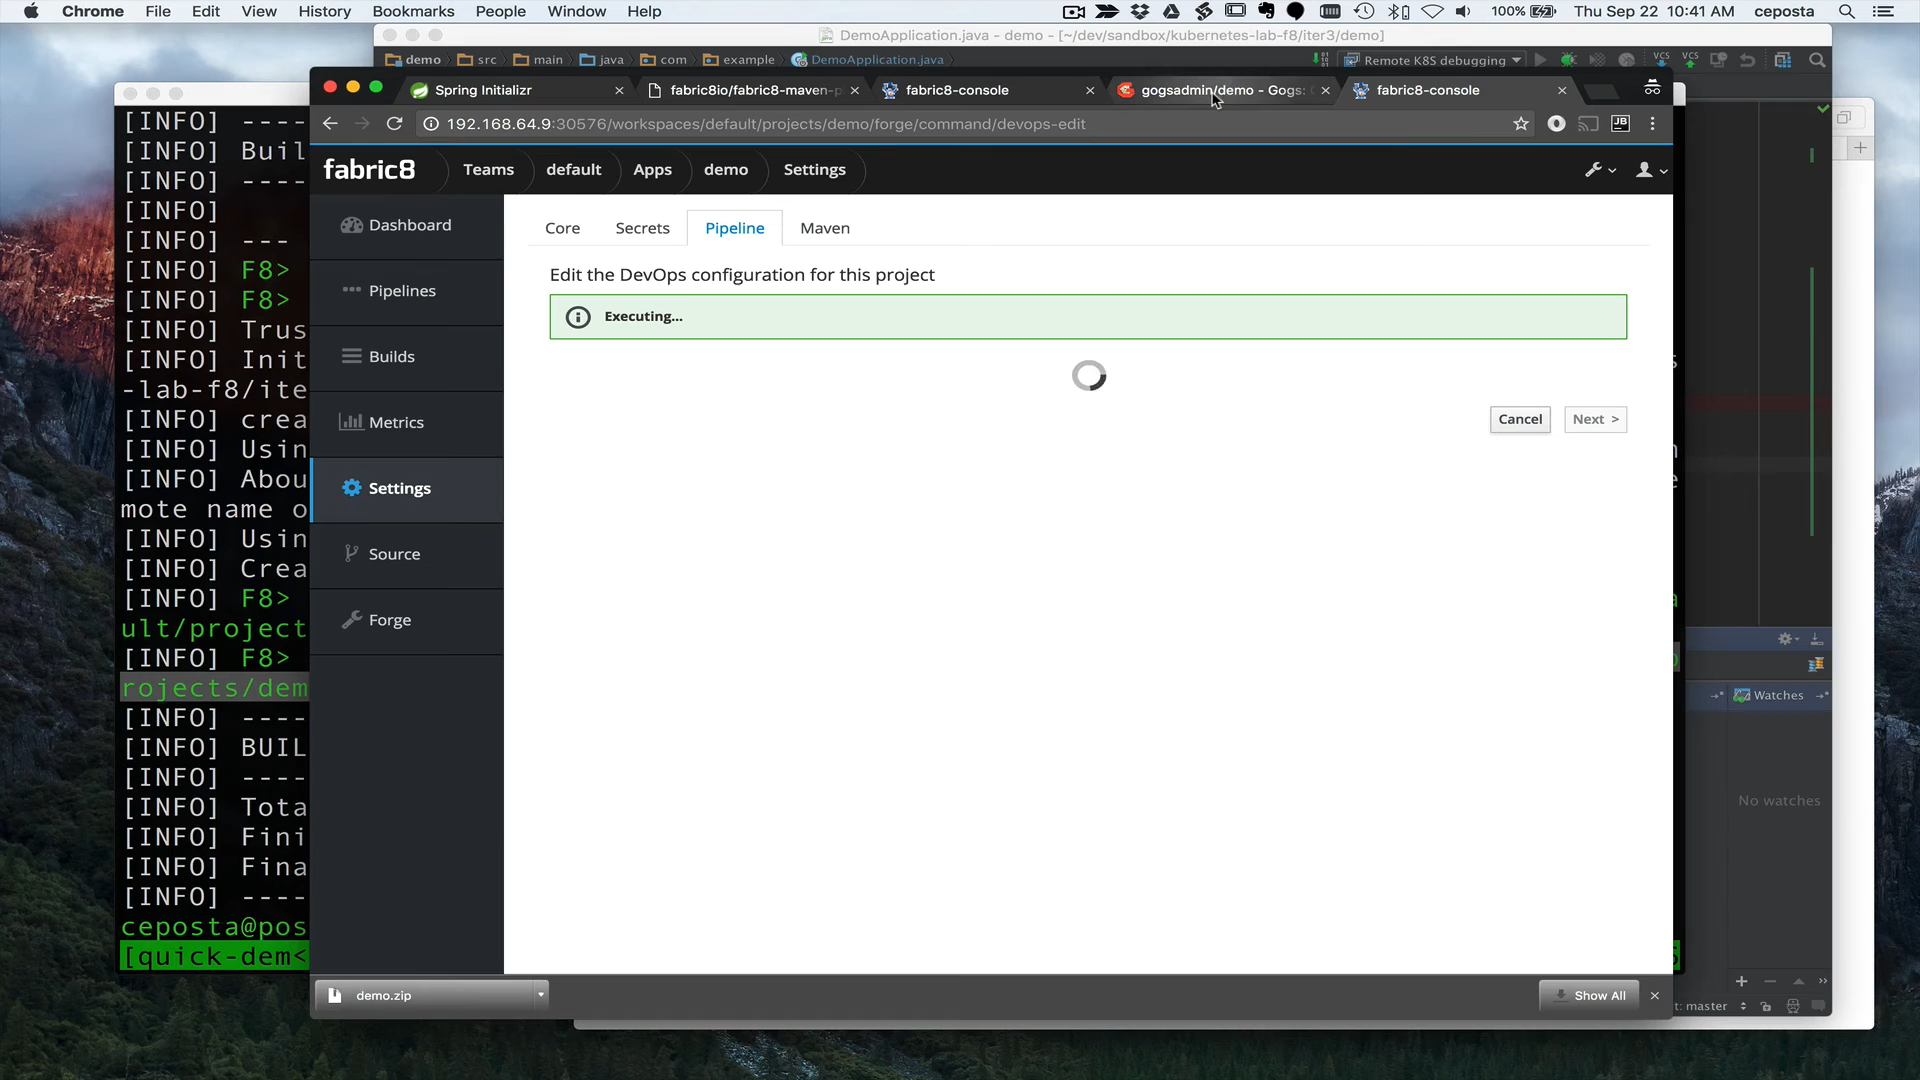 Chrome File Edit View History Bookmarks People Window Help 100% Thu Sep 22 10:41 AM ceposta
DemoApplication.java - demo - [~/dev/sandbox/kubernetes-lab-f8/iter3/demo]
demo src main java com example DemoApplication.java Remote K8S debugging VCS VCS
Spring Initializr fabric8io/fabric8-maven-p fabric8-console gogsadmin/demo - Gogs: fabric8-console
192.168.64.9:30576/workspaces/default/projects/demo/forge/command/devops-edit JB
fabric8 Teams default Apps demo Settings
Dashboard
Pipelines
Builds
Metrics
Settings
Source
Forge
Core Secrets Pipeline Maven
Edit the DevOps configuration for this project
Executing...
Cancel Next >
[INFO] ----
[INFO] Buil
[INFO] ----
[INFO]
[INFO] ---
[INFO] F8>
[INFO] F8>
[INFO] Trus
[INFO] Init
-lab-f8/ite
[INFO] crea
[INFO] Usin
[INFO] Abou
mote name o
[INFO] Usin
[INFO] Crea
[INFO] F8>
ult/project
[INFO] F8>
rojects/dem
[INFO] ----
[INFO] BUIL
[INFO] ----
[INFO] Tota
[INFO] Fini
[INFO] Fina
[INFO] ----
ceposta@pos
[quick-dem<
Watches
No watches
t: master
demo.zip Show All